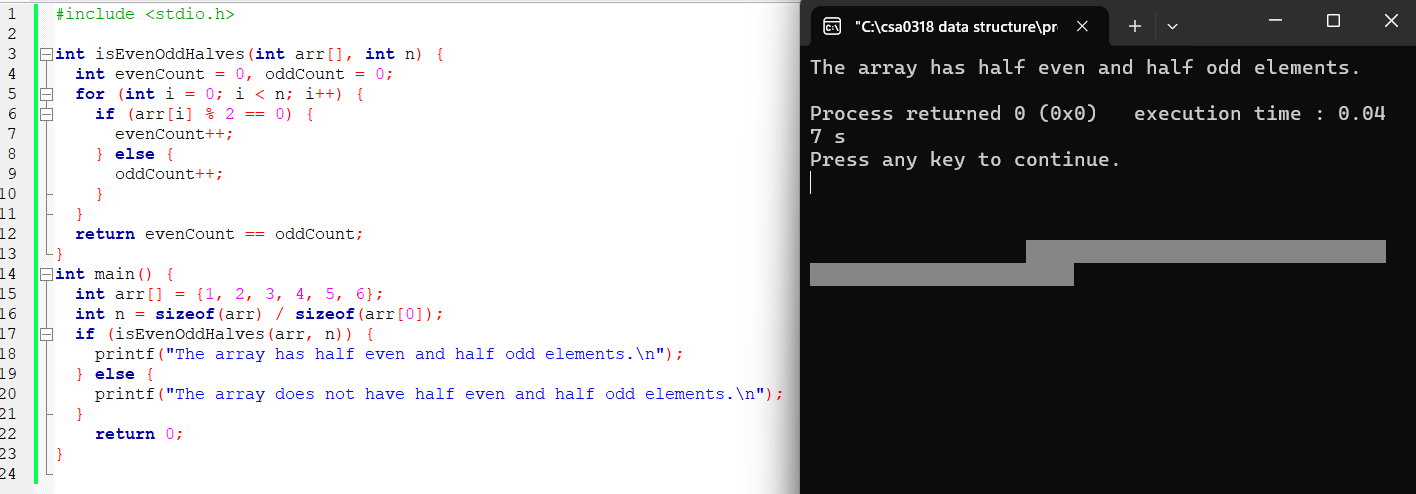 1 #include <stdio.h>
2
3 int isEvenOddHalves(int arr[], int n) {
4   int evenCount = 0, oddCount = 0;
5   for (int i = 0; i < n; i++) {
6     if (arr[i] % 2 == 0) {
7       evenCount++;
8     } else {
9       oddCount++;
10     }
11   }
12   return evenCount == oddCount;
13 }
14 int main() {
15   int arr[] = {1, 2, 3, 4, 5, 6};
16   int n = sizeof(arr) / sizeof(arr[0]);
17   if (isEvenOddHalves(arr, n)) {
18     printf("The array has half even and half odd elements.\n");
19   } else {
20     printf("The array does not have half even and half odd elements.\n");
21   }
22     return 0;
23 }
24
"C:\csa0318 data structure\pr
The array has half even and half odd elements.
Process returned 0 (0x0)   execution time : 0.04
7 s
Press any key to continue.